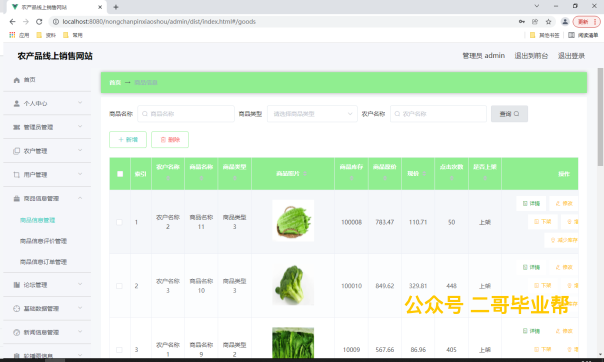 农产品线上销售网站
localhost:8080/nongchanpinxiaoshou/admin/dist/index.html#/goods
更新
应用 资料 常用 其他书签 阅读清单
农产品线上销售网站 管理员 admin 退出到前台 退出登录
首页 首页 → 商品信息
个人中心 商品名称 商品名称 商品类型 请选择商品类型 农户名称 农户名称 查询
管理员管理 + 新增 删除
农户管理
用户管理
索引 农户名称 商品名称 商品类型 商品照片 商品库存 商品原价 现价 点击次数 是否上架 操作
商品信息管理
商品信息管理
商品信息评价管理
商品信息订单管理
论坛管理
基础数据管理
新闻信息管理
轮播图信息
1 农户名称2 商品名称11 商品类型3 100008 783.47 110.71 50 上架 详情 修改 下架 减少库存
2 农户名称3 商品名称10 商品类型2 100010 849.62 329.81 448 上架 详情 修改 下架
3 农户名称1 商品名称9 商品类型2 10009 567.66 86.96 405 上架 详情 修改 下架
公众号 二哥毕业帮